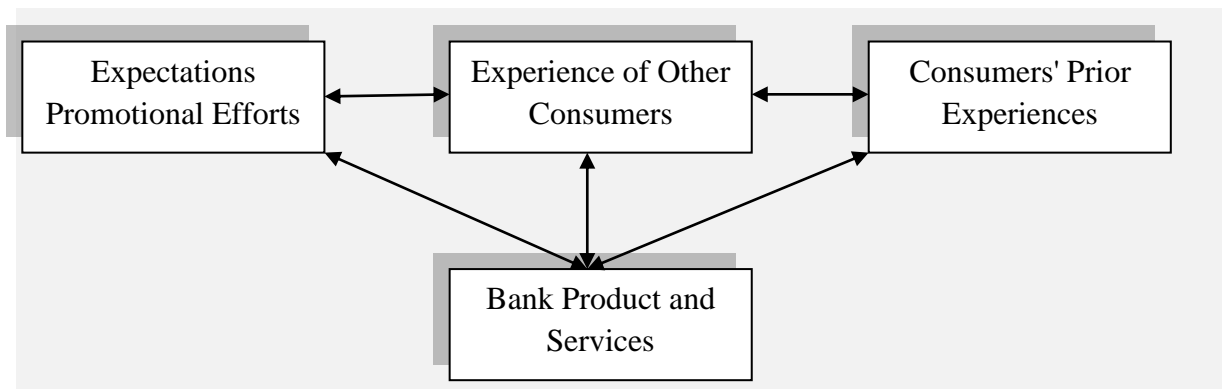 Expectations
Promotional Efforts
Experience of Other
Consumers
Consumers' Prior
Experiences
Bank Product and
Services